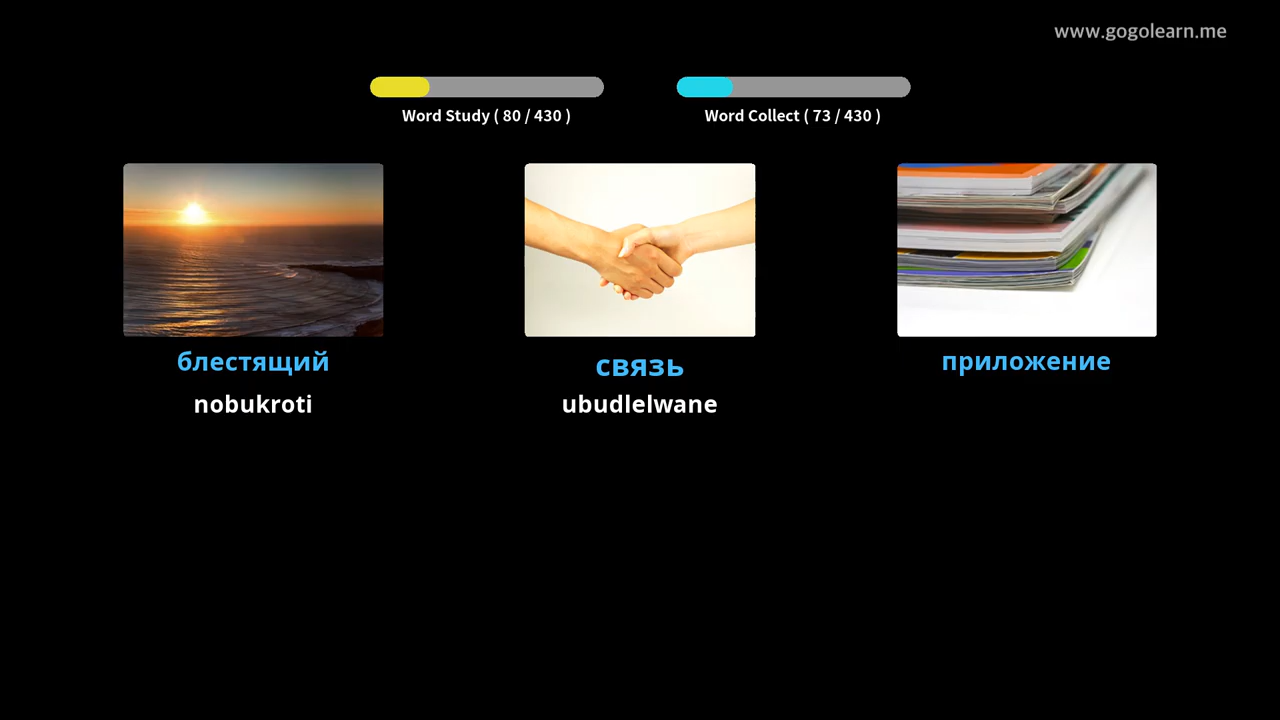 www.gogolearn.me
Word Study ( 80 / 430 )
Word Collect ( 73 / 430 )
блестящий
связь
приложение
nobukroti
ubudlelwane